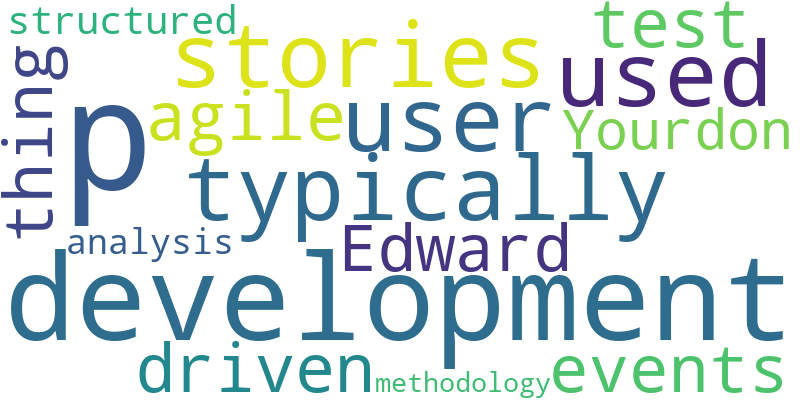 structured
stories
test
thing
p
agile
user
used
Yourdon
typically
analysis
Edward
development
driven
methodology
events